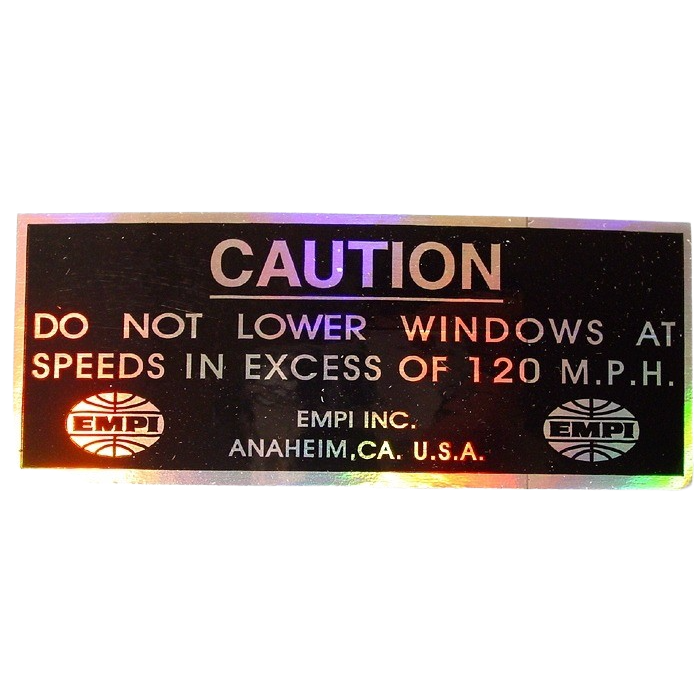 CAUTION
DO NOT LOWER WINDOWS AT
SPEEDS IN EXCESS OF 120 M.P.H.
EMPI
EMPI INC.
ANAHEIM, CA. U.S.A.
EMPI